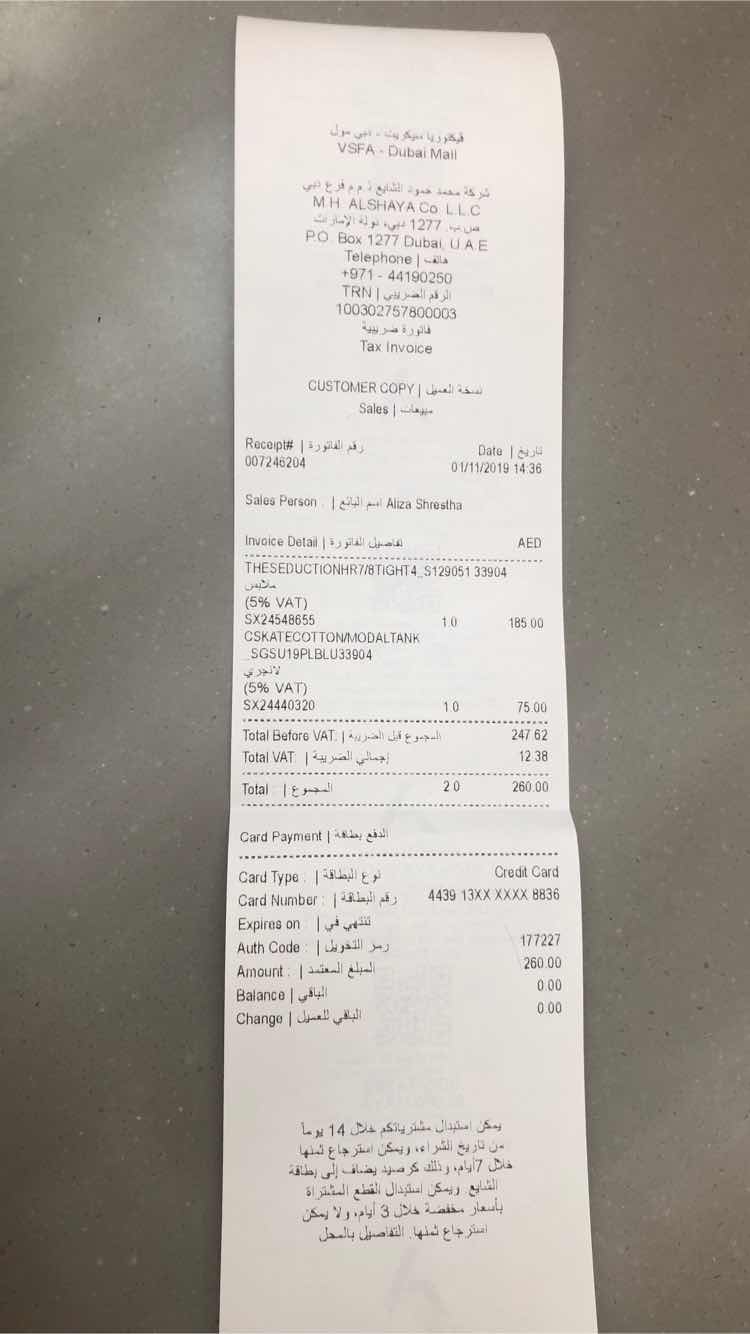 ڤيكتوريا سيكريت - دبي مول
VSFA - Dubai Mall
شركة محمد حمود الشايع ذ م م فرع دبي
M.H. ALSHAYA Co. L.L.C
ص.ب. 1277 دبي، دولة الإمارات
P.O. Box 1277 Dubai, U.A.E
Telephone | هاتف
+971 - 44190250
TRN | الرقم الضريبي
100302757800003
فاتورة ضريبية
Tax Invoice
CUSTOMER COPY | نسخة العميل
Sales | مبيعات
Receipt# | رقم الفاتورة Date | تاريخ
007246204 01/11/2019 14:36
Sales Person : | اسم البائع Aliza Shrestha
Invoice Detail | تفاصيل الفاتورة AED
THESEDUCTIONHR7/8TIGHT4_S129051 33904
ملابس
(5% VAT)
SX24548655 1.0 185.00
CSKATECOTTON/MODALTANK
_SGSU19PLBLU33904
لانجري
(5% VAT)
SX24440320 1.0 75.00
Total Before VAT: | المجموع قبل الضريبة 247.62
Total VAT: | إجمالي الضريبة 12.38
Total : | المجموع 2.0 260.00
Card Payment | الدفع بطاقة
Card Type : | نوع البطاقة Credit Card
Card Number : | رقم البطاقة 4439 13XX XXXX 8836
Expires on : | تنتهي في
Auth Code : | رمز التخويل 177227
Amount : | المبلغ المعتمد 260.00
Balance | الباقي 0.00
Change | الباقي للعميل 0.00
يمكن استبدال مشترياتكم خلال 14 يوماً
من تاريخ الشراء، ويمكن استرجاع ثمنها
خلال 7أيام، وذلك كرصيد يضاف إلى بطاقة
الشايع. ويمكن استبدال القطع المشتراة
بأسعار مخفضة خلال 3 أيام، ولا يمكن
استرجاع ثمنها. التفاصيل بالمحل